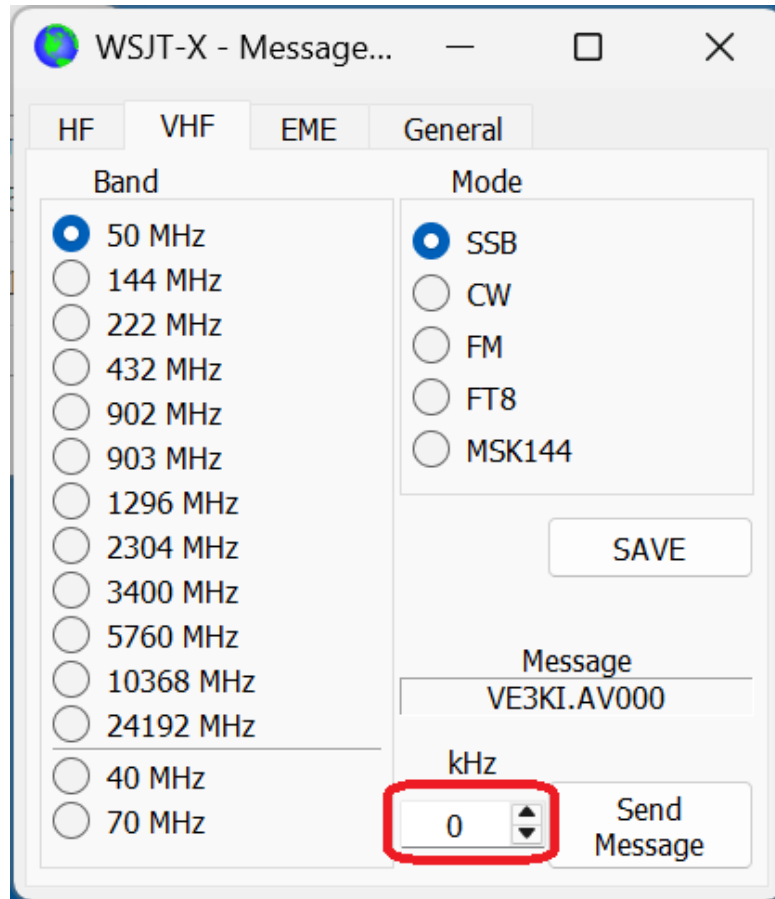 WSJT-X - Message...
HF VHF EME General
Band
50 MHz
144 MHz
222 MHz
432 MHz
902 MHz
903 MHz
1296 MHz
2304 MHz
3400 MHz
5760 MHz
10368 MHz
24192 MHz
40 MHz
70 MHz
Mode
SSB
CW
FM
FT8
MSK144
SAVE
Message
VE3KI.AV000
kHz
0
Send
Message